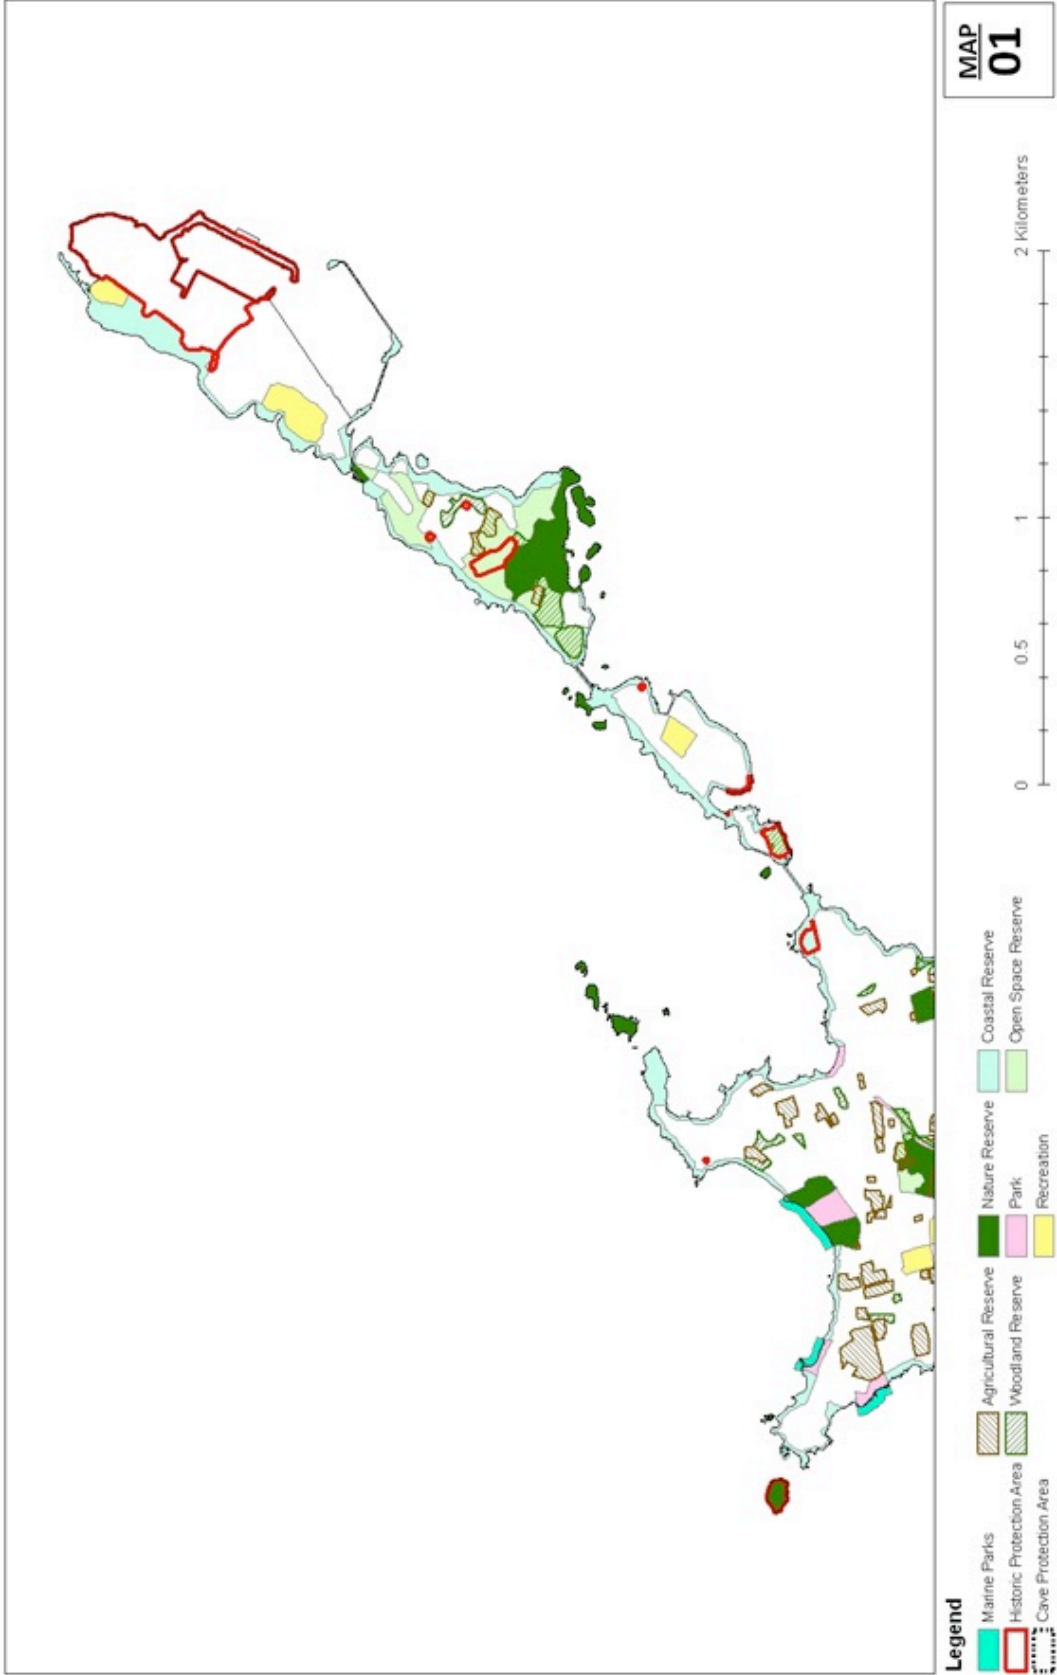 Legend
Marine Parks
Historic Protection Area
Cave Protection Area
Agricultural Reserve
Woodland Reserve
Nature Reserve
Park
Recreation
Coastal Reserve
Open Space Reserve
0 0.5 1 2 Kilometers
MAP
01